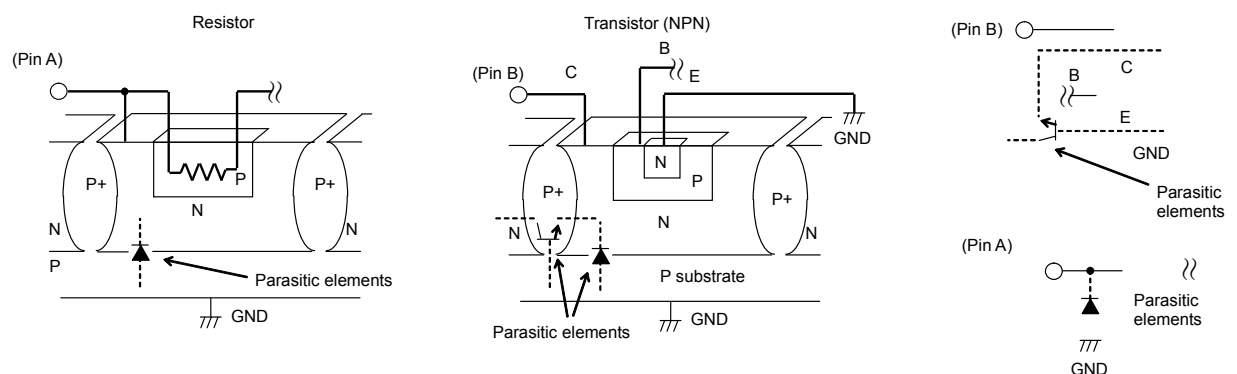 Resistor
(Pin A)
P+
P
P+
N
N
N
P
Parasitic elements
GND
Transistor (NPN)
B
(Pin B)
C
E
GND
N
P
P+
P+
N
N
N
P substrate
GND
Parasitic elements
(Pin B)
C
B
E
GND
Parasitic
elements
(Pin A)
Parasitic
elements
GND